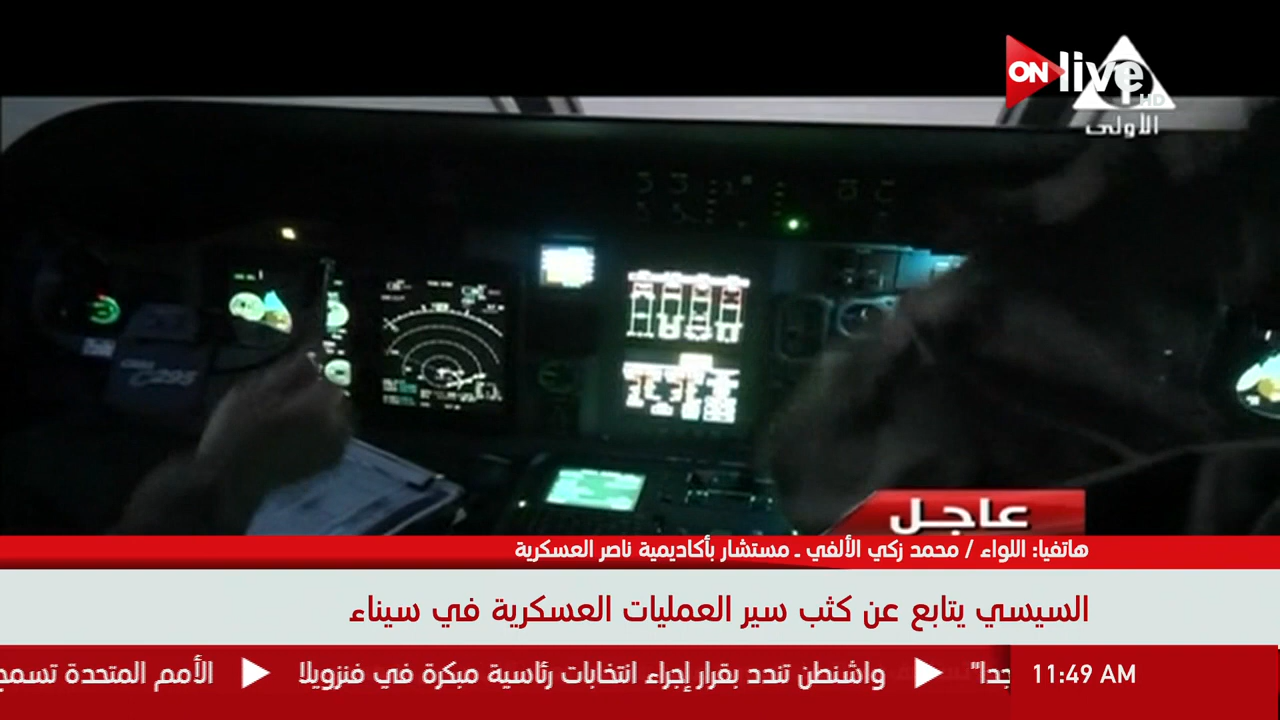 ON live
HD
الأولى
C295
عاجل
هاتفيا: اللواء / محمد زكي الألفي - مستشار بأكاديمية ناصر العسكرية
السيسي يتابع عن كثب سير العمليات العسكرية في سيناء
جدا" ◀ واشنطن تندد بقرار إجراء انتخابات رئاسية مبكرة في فنزويلا ◀ الأمم المتحدة تسمح
11:49 AM